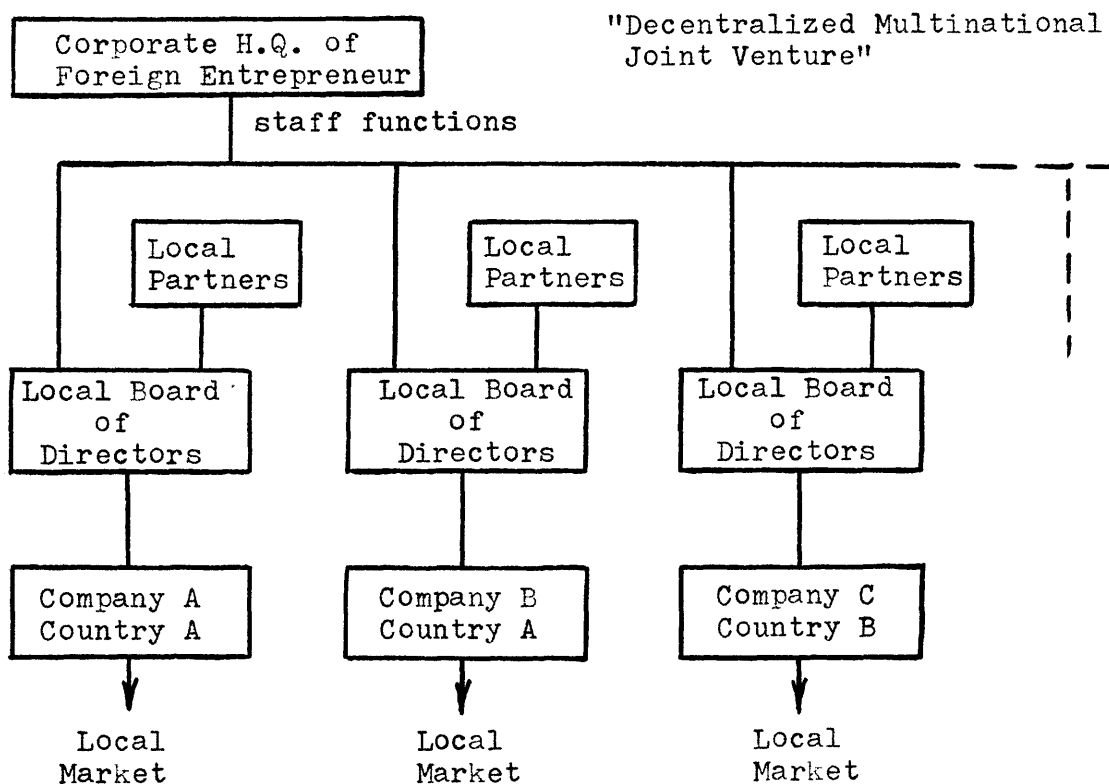 "Decentralized Multinational
Joint Venture"
Corporate H.Q. of
Foreign Entrepreneur
staff functions
Local
Partners
Local
Partners
Local
Partners
Local Board
of
Directors
Local Board
of
Directors
Local Board
of
Directors
Company A
Country A
Company B
Country A
Company C
Country B
Local
Market
Local
Market
Local
Market